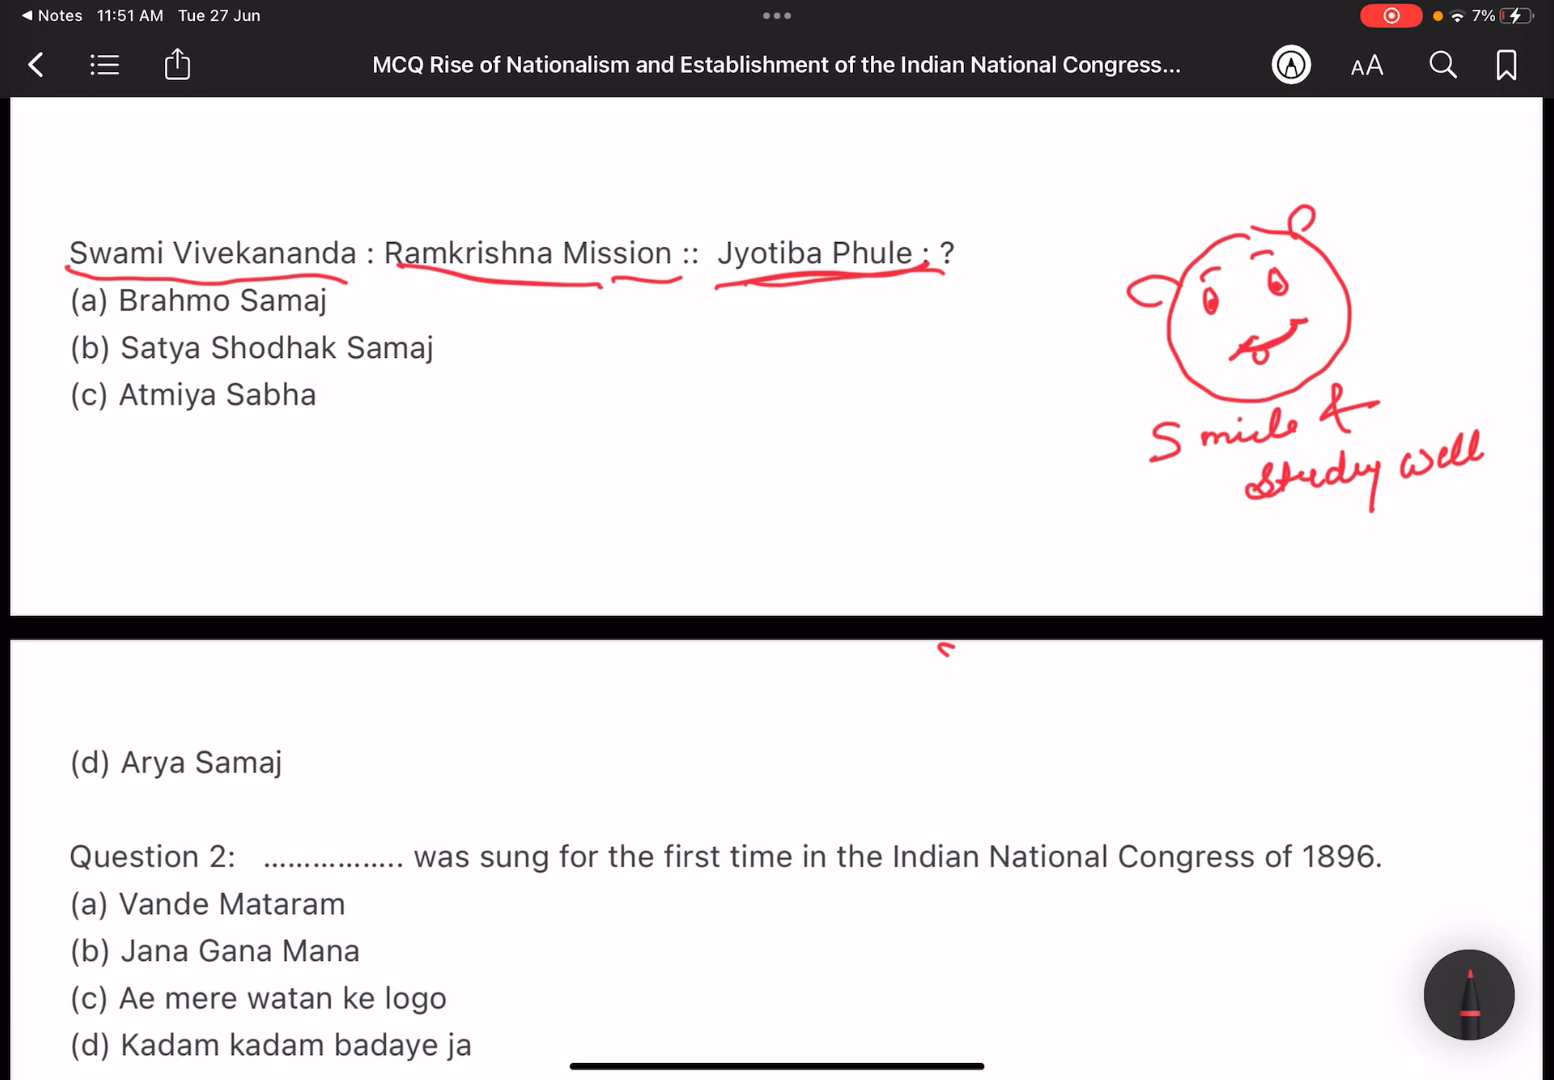 ◀ Notes 11:51 AM Tue 27 Jun
7%
MCQ Rise of Nationalism and Establishment of the Indian National Congress...
AA
Swami Vivekananda : Ramkrishna Mission :: Jyotiba Phule : ?
(a) Brahmo Samaj
(b) Satya Shodhak Samaj
(c) Atmiya Sabha
Smile &
Study well
(d) Arya Samaj
Question 2: ................. was sung for the first time in the Indian National Congress of 1896.
(a) Vande Mataram
(b) Jana Gana Mana
(c) Ae mere watan ke logo
(d) Kadam kadam badaye ja